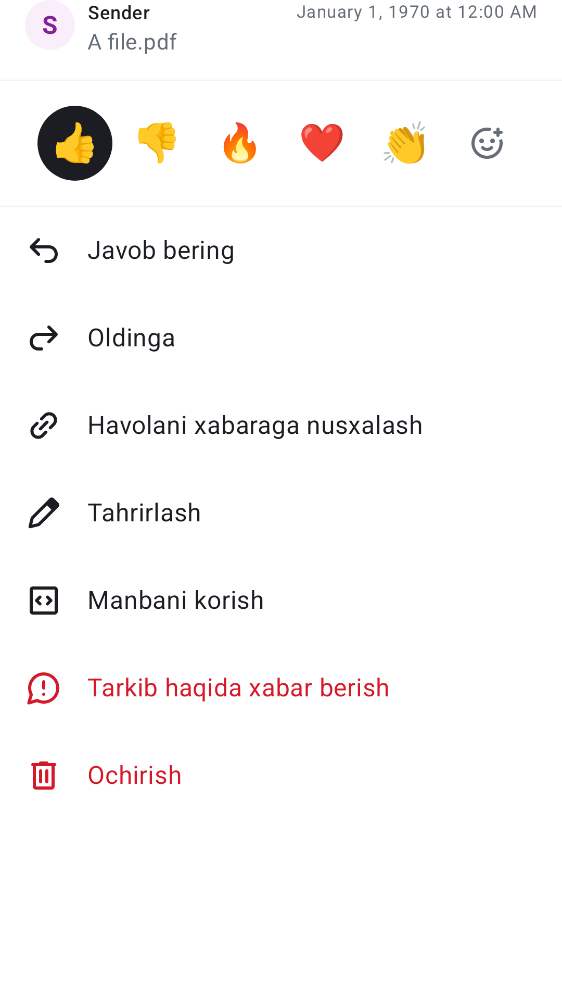 S
Sender
January 1, 1970 at 12:00 AM
A file.pdf
Javob bering
Oldinga
Havolani xabaraga nusxalash
Tahrirlash
Manbani korish
Tarkib haqida xabar berish
Ochirish